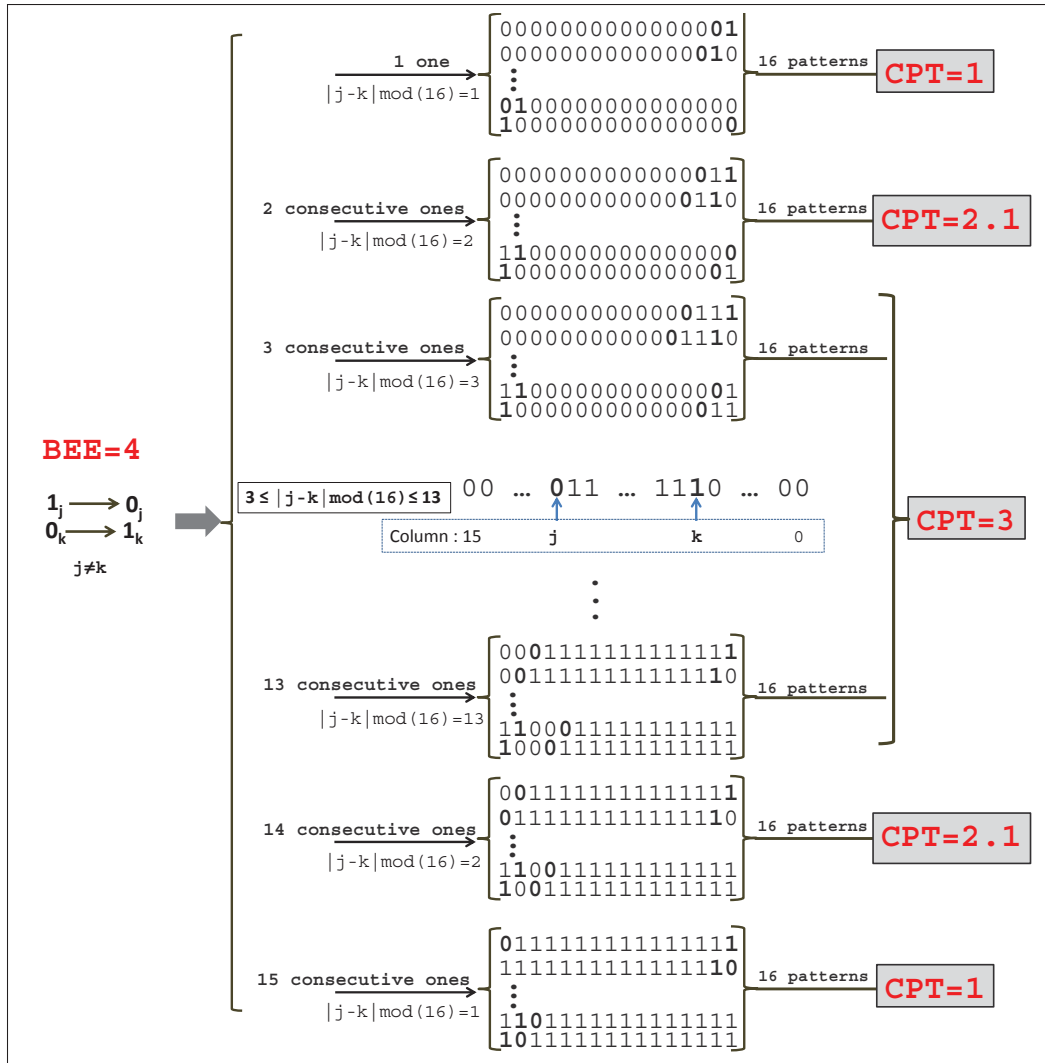 0000000000000001
0000000000000010
1 one
|j-k|mod(16)=1
0100000000000000
1000000000000000
16 patterns
CPT=1
0000000000000011
0000000000000110
2 consecutive ones
|j-k|mod(16)=2
1100000000000000
1000000000000001
16 patterns
CPT=2.1
0000000000000111
0000000000001110
3 consecutive ones
|j-k|mod(16)=3
1100000000000001
1000000000000011
16 patterns
BEE=4
1j → 0j
0k → 1k
j≠k
3 ≤ |j-k|mod(16) ≤ 13
00 … 011 … 1110 … 00
Column : 15 j k 0
CPT=3
0001111111111111
0011111111111110
13 consecutive ones
|j-k|mod(16)=13
1100011111111111
1000111111111111
16 patterns
0011111111111111
0111111111111110
14 consecutive ones
|j-k|mod(16)=2
1100111111111111
1001111111111111
16 patterns
CPT=2.1
0111111111111111
1111111111111110
15 consecutive ones
|j-k|mod(16)=1
1101111111111111
1011111111111111
16 patterns
CPT=1